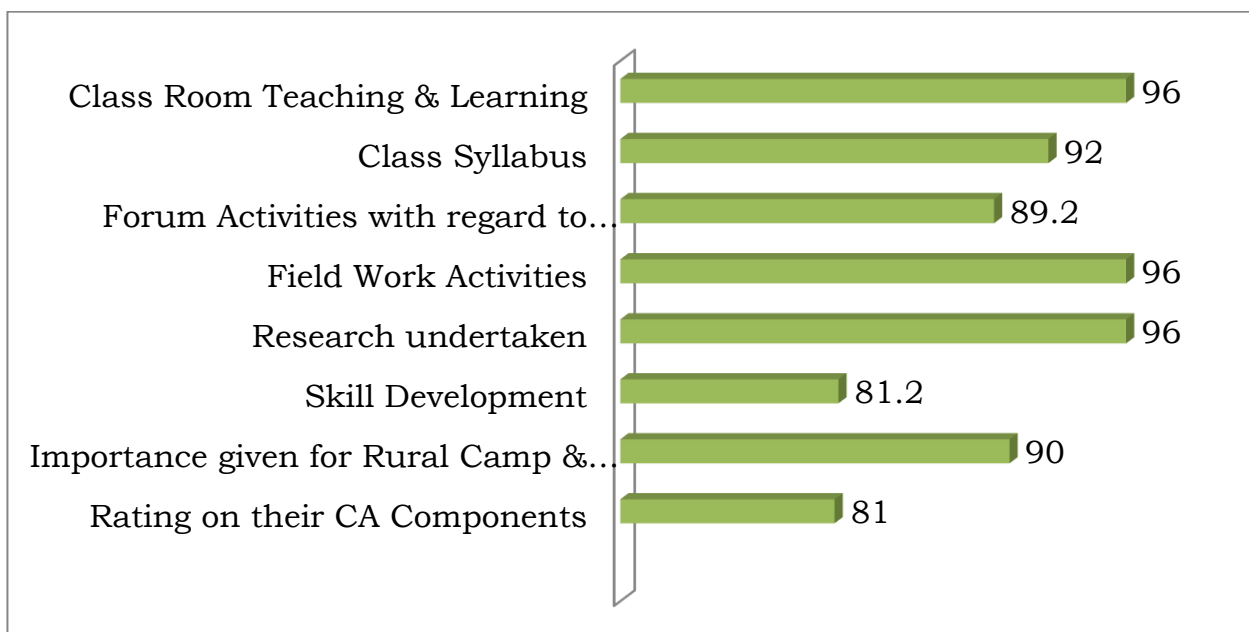 Class Room Teaching & Learning 96
Class Syllabus 92
Forum Activities with regard to... 89.2
Field Work Activities 96
Research undertaken 96
Skill Development 81.2
Importance given for Rural Camp &... 90
Rating on their CA Components 81